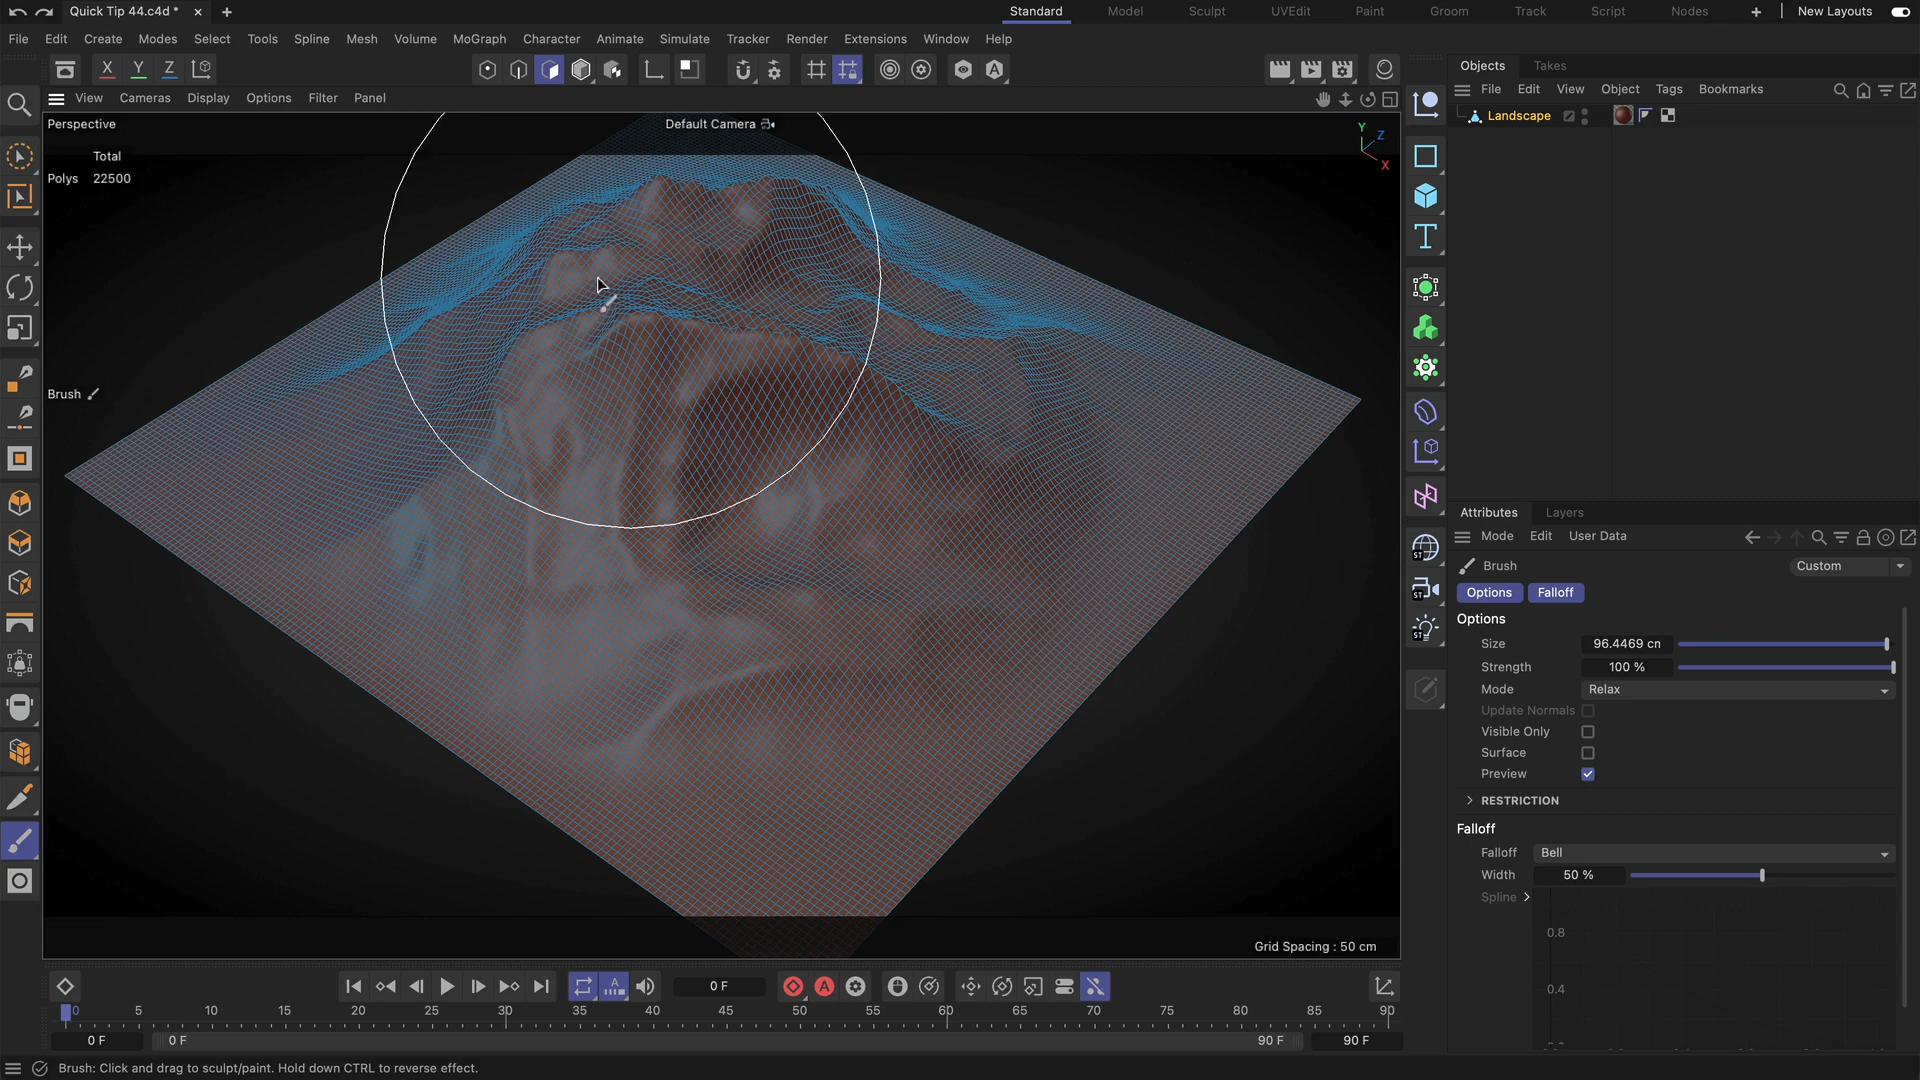 Quick Tip 44.c4d *
Standard Model Sculpt UVEdit Paint Groom Track Script Nodes New Layouts
File Edit Create Modes Select Tools Spline Mesh Volume MoGraph Character Animate Simulate Tracker Render Extensions Window Help
X Y Z
View Cameras Display Options Filter Panel
Perspective
Default Camera
Total
Polys 22500
Brush
Y Z X
Grid Spacing : 50 cm
T
ST
ST
ST
Objects Takes
File Edit View Object Tags Bookmarks
Landscape
Attributes Layers
Mode Edit User Data
Brush Custom
Options Falloff
Options
Size 96.4469 cn
Strength 100 %
Mode Relax
Update Normals
Visible Only
Surface
Preview
RESTRICTION
Falloff
Falloff Bell
Width 50 %
Spline
0.8
0.4
A 0 F A
0 5 10 15 20 25 30 35 40 45 50 55 60 65 70 75 80 85 90
0 F 0 F 90 F 90 F
Brush: Click and drag to sculpt/paint. Hold down CTRL to reverse effect.